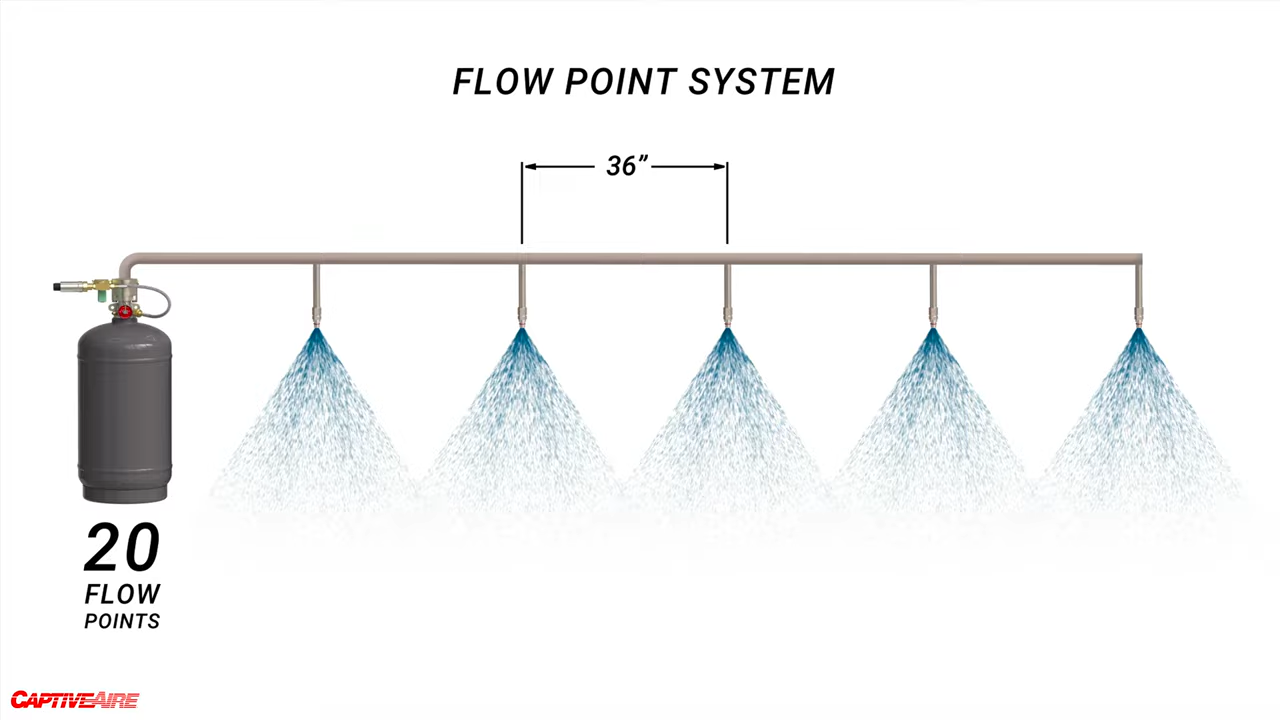 FLOW POINT SYSTEM
36”
20
FLOW
POINTS
CAPTIVEAIRE